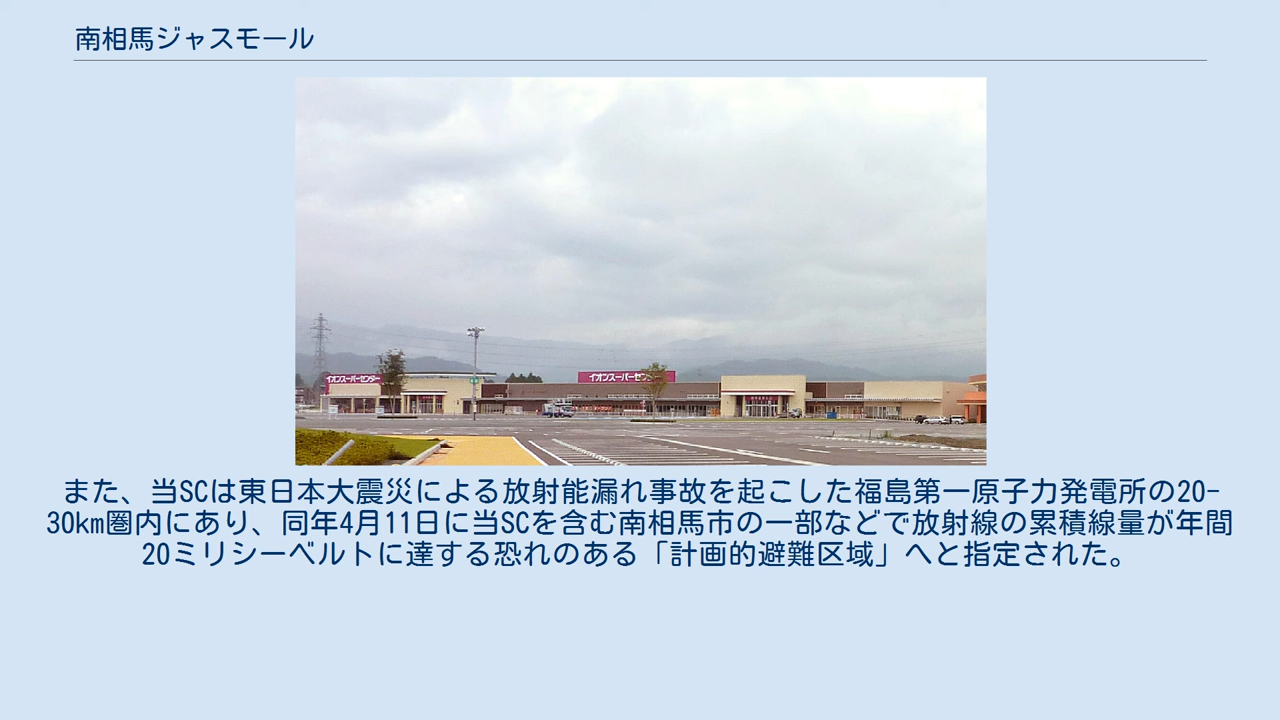 南相馬ジャスモール
イオンスーパーセンター
イオンスーパーセンター
また、当SCは東日本大震災による放射能漏れ事故を起こした福島第一原子力発電所の20-
30km圏内にあり、同年4月11日に当SCを含む南相馬市の一部などで放射線の累積線量が年間
20ミリシーベルトに達する恐れのある「計画的避難区域」へと指定された。